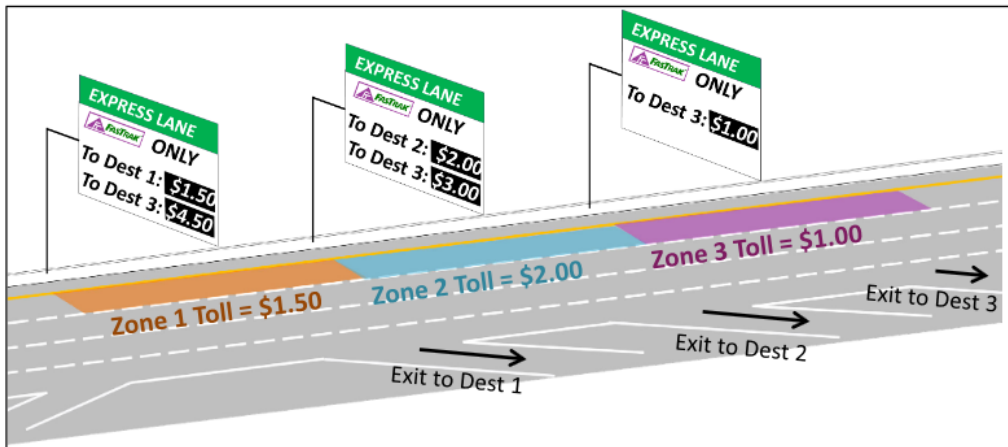 EXPRESS LANE
FASTRAK ONLY
To Dest 1: $1.50
To Dest 3: $4.50
EXPRESS LANE
FASTRAK ONLY
To Dest 2: $2.00
To Dest 3: $3.00
EXPRESS LANE
FASTRAK ONLY
To Dest 3: $1.00
Zone 1 Toll = $1.50
Zone 2 Toll = $2.00
Zone 3 Toll = $1.00
Exit to Dest 1
Exit to Dest 2
Exit to Dest 3